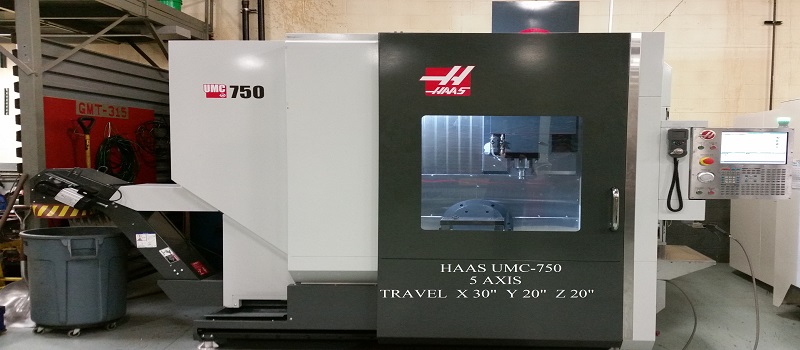 UMC 750
HAAS
GMT-315
HAAS UMC-750
5 AXIS
TRAVEL X 30" Y 20" Z 20"